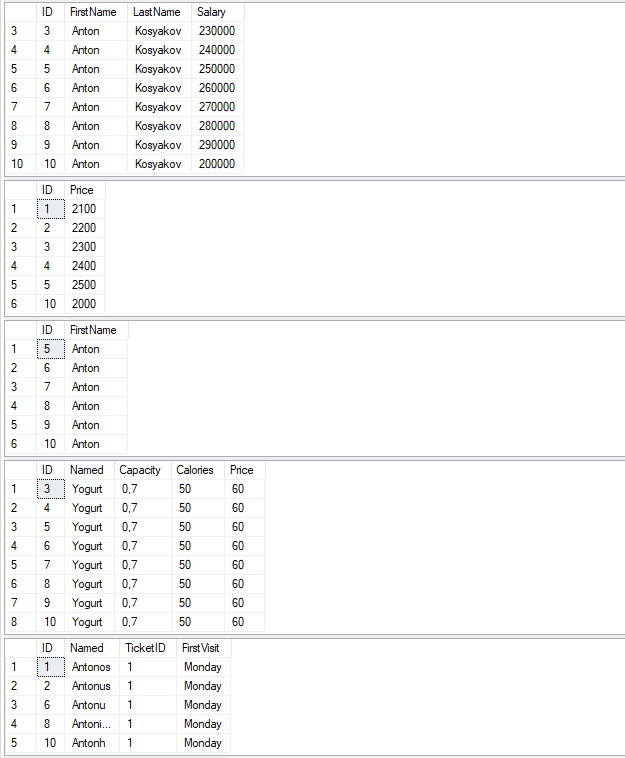 ID FirstName LastName Salary
3 3 Anton Kosyakov 230000
4 4 Anton Kosyakov 240000
5 5 Anton Kosyakov 250000
6 6 Anton Kosyakov 260000
7 7 Anton Kosyakov 270000
8 8 Anton Kosyakov 280000
9 9 Anton Kosyakov 290000
10 10 Anton Kosyakov 200000
ID Price
1 1 2100
2 2 2200
3 3 2300
4 4 2400
5 5 2500
6 10 2000
ID FirstName
1 5 Anton
2 6 Anton
3 7 Anton
4 8 Anton
5 9 Anton
6 10 Anton
ID Named Capacity Calories Price
1 3 Yogurt 0,7 50 60
2 4 Yogurt 0,7 50 60
3 5 Yogurt 0,7 50 60
4 6 Yogurt 0,7 50 60
5 7 Yogurt 0,7 50 60
6 8 Yogurt 0,7 50 60
7 9 Yogurt 0,7 50 60
8 10 Yogurt 0,7 50 60
ID Named TicketID FirstVisit
1 1 Antonos 1 Monday
2 2 Antonus 1 Monday
3 6 Antonu 1 Monday
4 8 Antoni... 1 Monday
5 10 Antonh 1 Monday